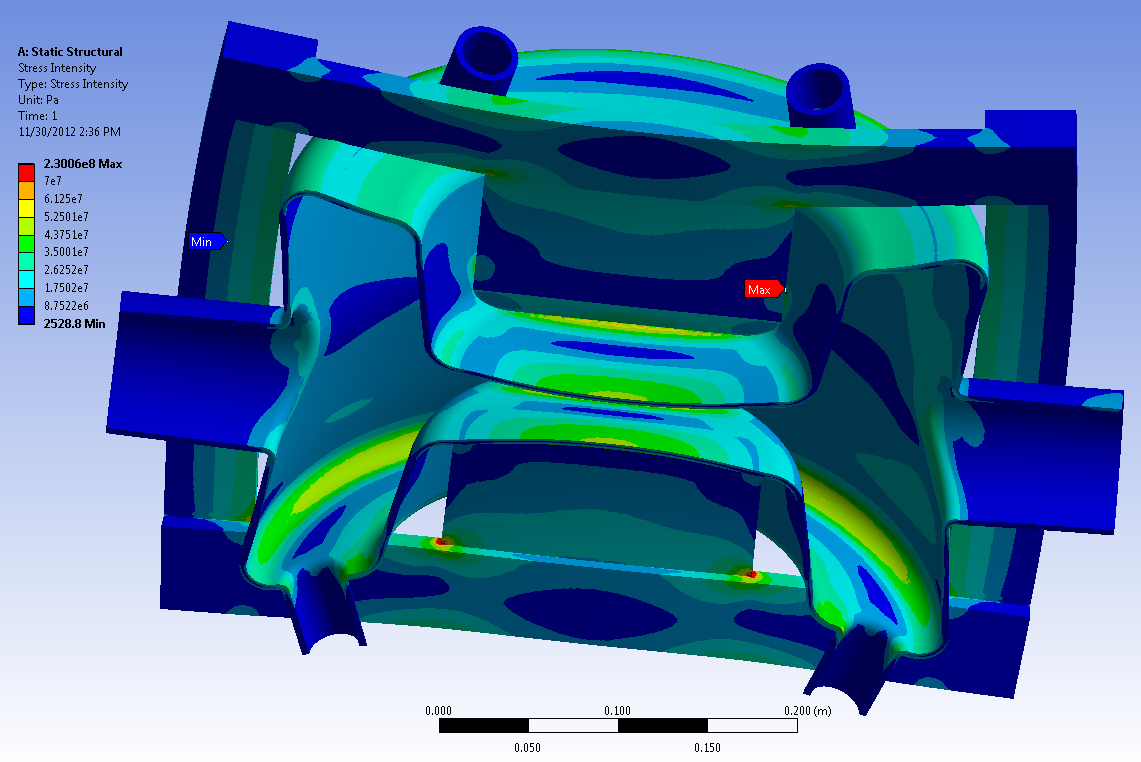 A: Static Structural
Stress Intensity
Type: Stress Intensity
Unit: Pa
Time: 1
11/30/2012 2:36 PM
2.3006e8 Max
7e7
6.125e7
5.2501e7
4.3751e7
3.5001e7
2.6252e7
1.7502e7
8.7522e6
2528.8 Min
Min
Max
0.000 0.100 0.200 (m)
0.050 0.150